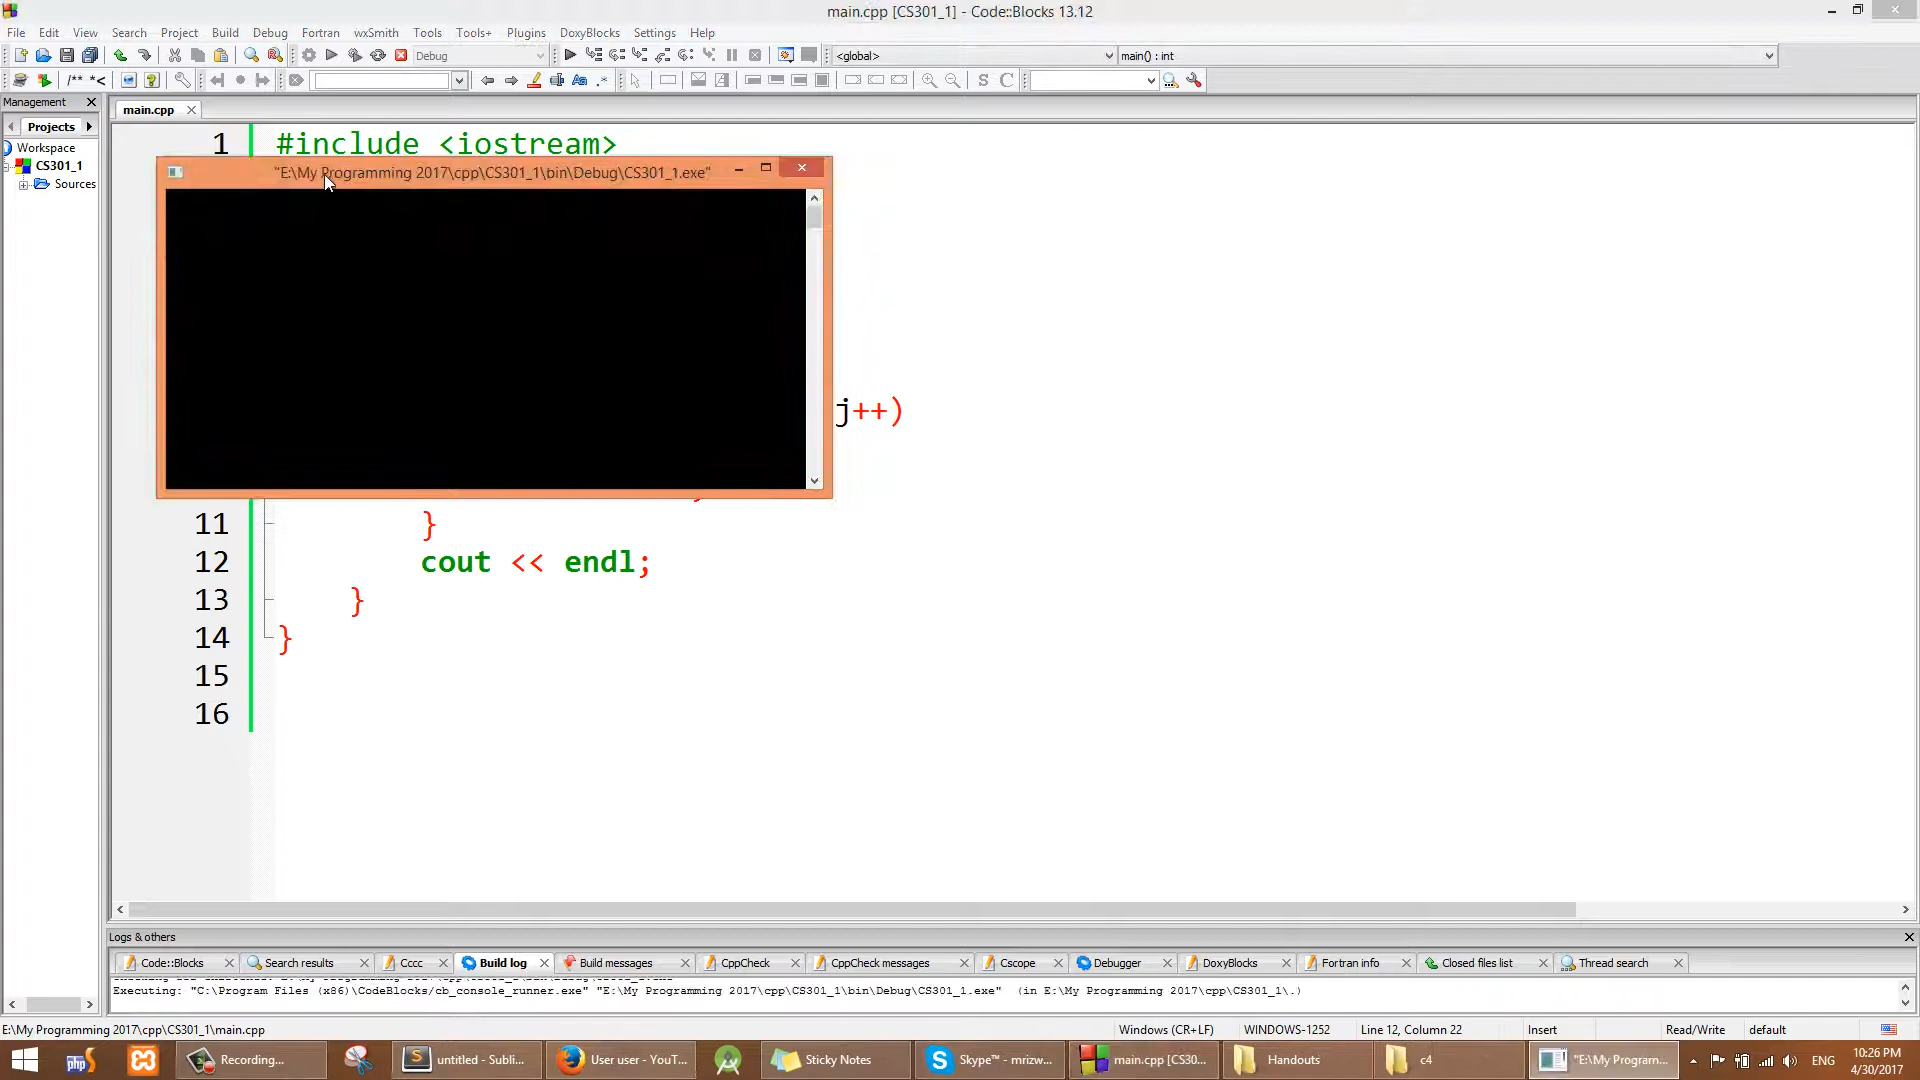 main.cpp [CS301_1] - Code::Blocks 13.12
File Edit View Search Project Build Debug Fortran wxSmith Tools Tools+ Plugins DoxyBlocks Settings Help
Debug <global> main() : int
/** *< S C
Management
main.cpp
Projects
Workspace
CS301_1
Sources
1 #include <iostream>
"E:\My Programming 2017\cpp\CS301_1\bin\Debug\CS301_1.exe"
j++)
11 }
12 cout << endl;
13 }
14 }
15
16
Logs & others
Code::Blocks Search results Cccc Build log Build messages CppCheck CppCheck messages Cscope Debugger DoxyBlocks Fortran info Closed files list Thread search
Executing: "C:\Program Files (x86)\CodeBlocks/cb_console_runner.exe" "E:\My Programming 2017\cpp\CS301_1\bin\Debug\CS301_1.exe" (in E:\My Programming 2017\cpp\CS301_1\.)
E:\My Programming 2017\cpp\CS301_1\main.cpp Windows (CR+LF) WINDOWS-1252 Line 12, Column 22 Insert Read/Write default
php Recording... untitled - Subli... User user - YouT... Sticky Notes Skype™ - mrizw... main.cpp [CS30... Handouts c4 "E:\My Program... ENG 10:26 PM
4/30/2017